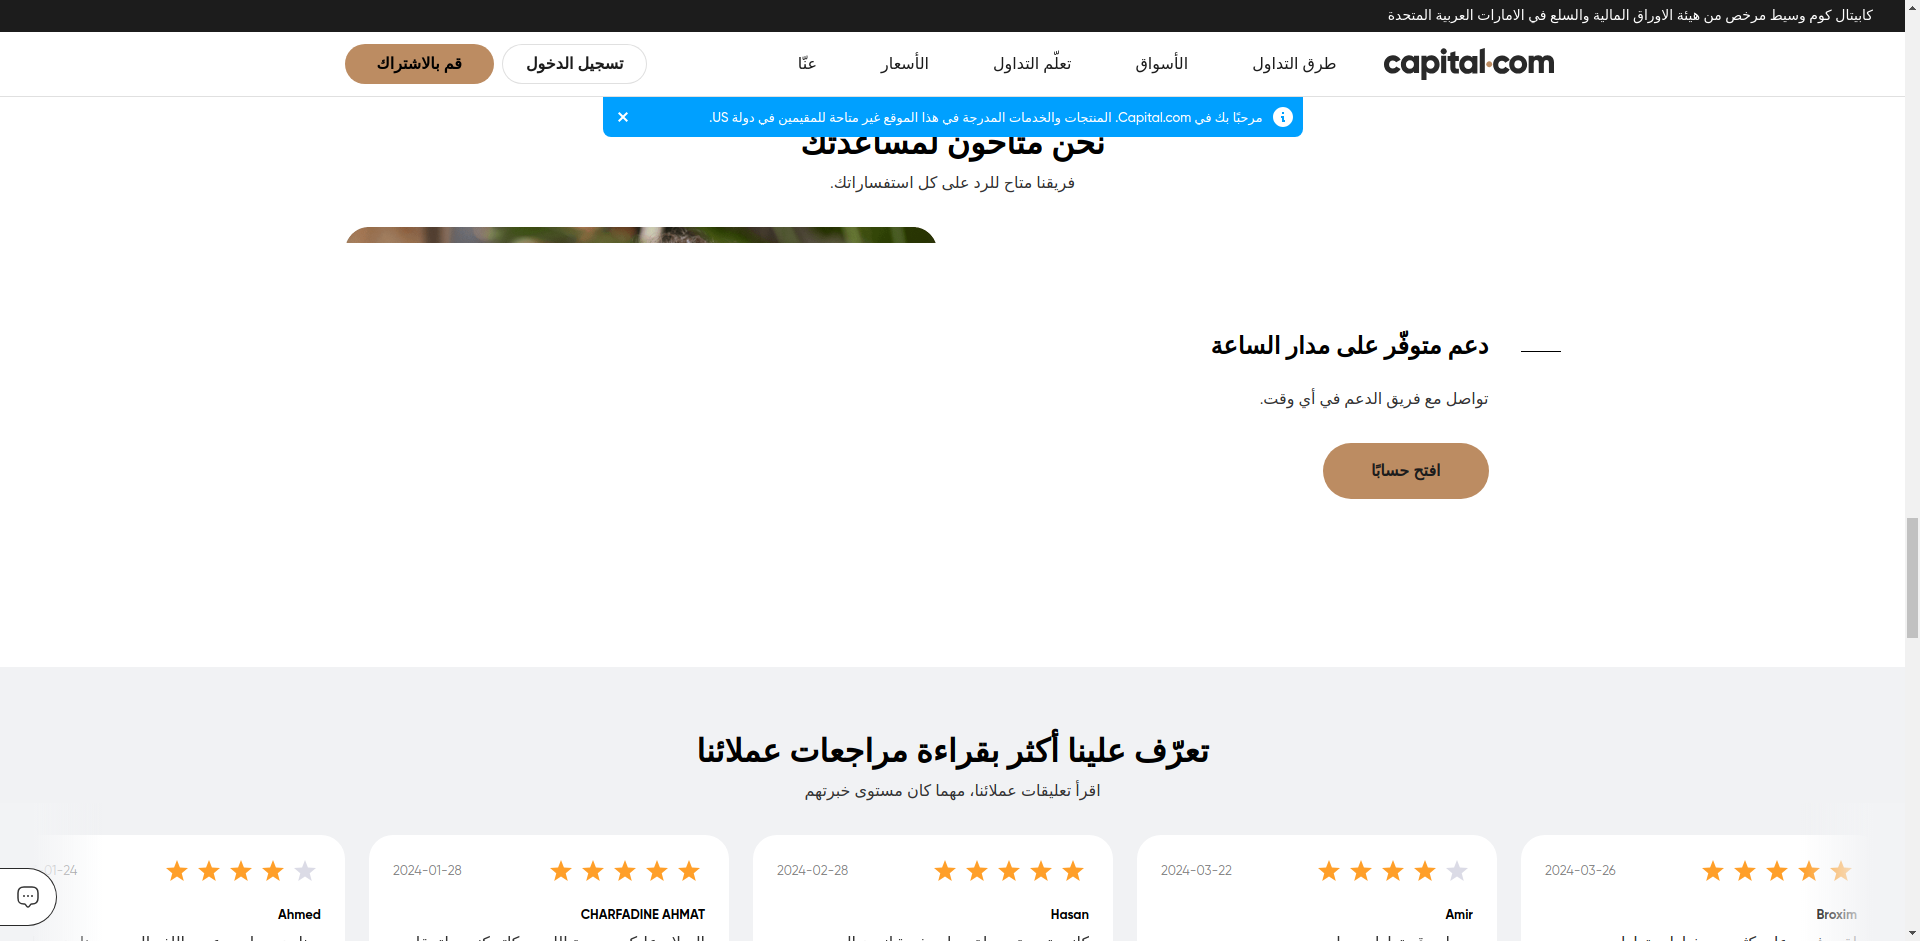 كابيتال كوم وسيط مرخص من هيئة الاوراق المالية والسلع في الامارات العربية المتحدة
capital.com
طرق التداول
الأسواق
تعلّم التداول
الأسعار
عنّا
تسجيل الدخول
قم بالاشتراك
مرحبًا بك في Capital.com. المنتجات والخدمات المدرجة في هذا الموقع غير متاحة للمقيمين في دولة US.
نحن متاحون لمساعدتك
فريقنا متاح للرد على كل استفساراتك.
دعم متوفّر على مدار الساعة
تواصل مع فريق الدعم في أي وقت.
افتح حسابًا
تعرّف علينا أكثر بقراءة مراجعات عملائنا
اقرأ تعليقات عملائنا، مهما كان مستوى خبرتهم
2024-03-26
Broxim
2024-03-22
Amir
2024-02-28
Hasan
2024-01-28
CHARFADINE AHMAT
01-24
Ahmed